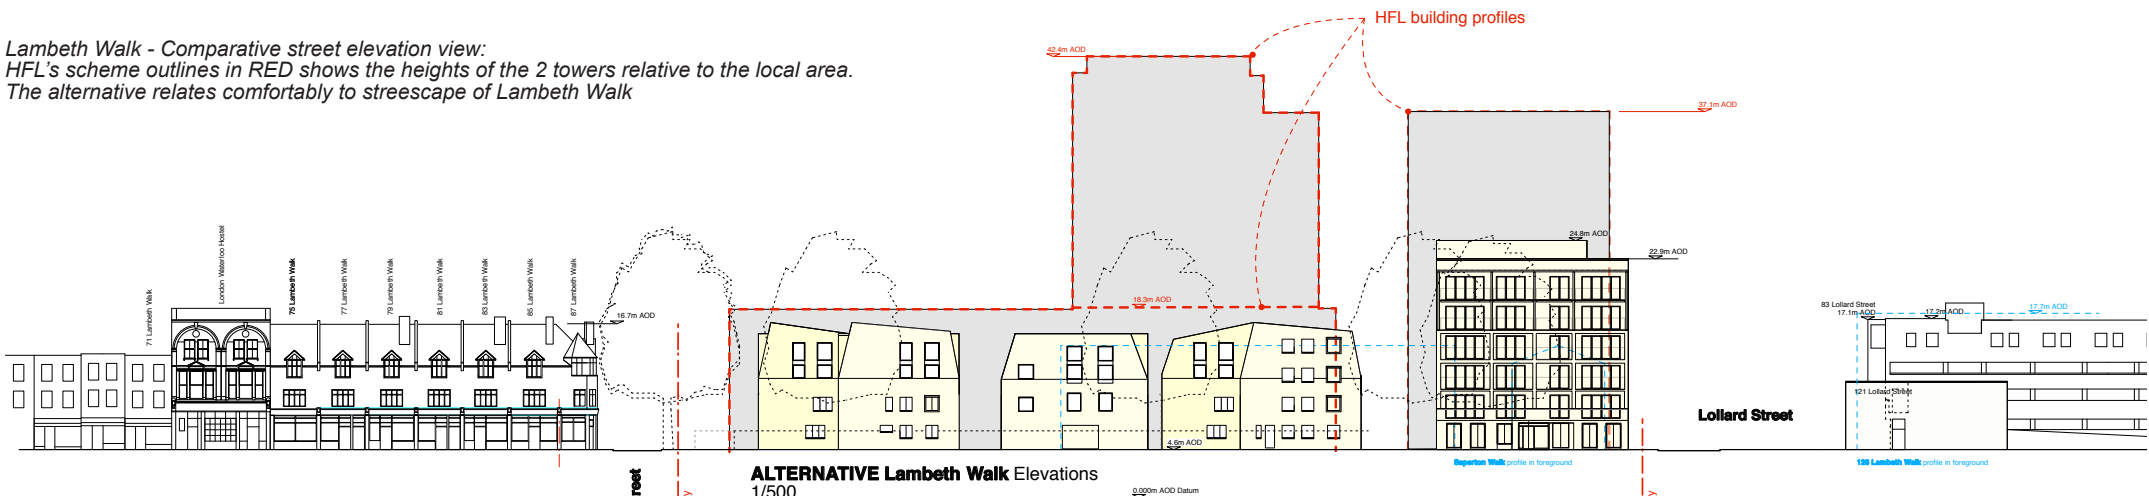 HFL building profiles
Lambeth Walk - Comparative street elevation view:
HFL's scheme outlines in RED shows the heights of the 2 towers relative to the local area.
The alternative relates comfortably to streescape of Lambeth Walk
42.4m AOD
37.1m AOD
24.8m AOD
22.9m AOD
71 Lambeth Walk
London Waterloo Hostel
75 Lambeth Walk
77 Lambeth Walk
79 Lambeth Walk
81 Lambeth Walk
83 Lambeth Walk
85 Lambeth Walk
87 Lambeth Walk
16.7m AOD
18.3m AOD
83 Lollard Street
17.1m AOD
17.2m AOD
17.7m AOD
121 Lollard Street
Lollard Street
4.6m AOD
reet
y
ALTERNATIVE Lambeth Walk Elevations
1/500
0.000m AOD Datum
Walk profile in foreground
y
126 Lambeth Walk profile in foreground